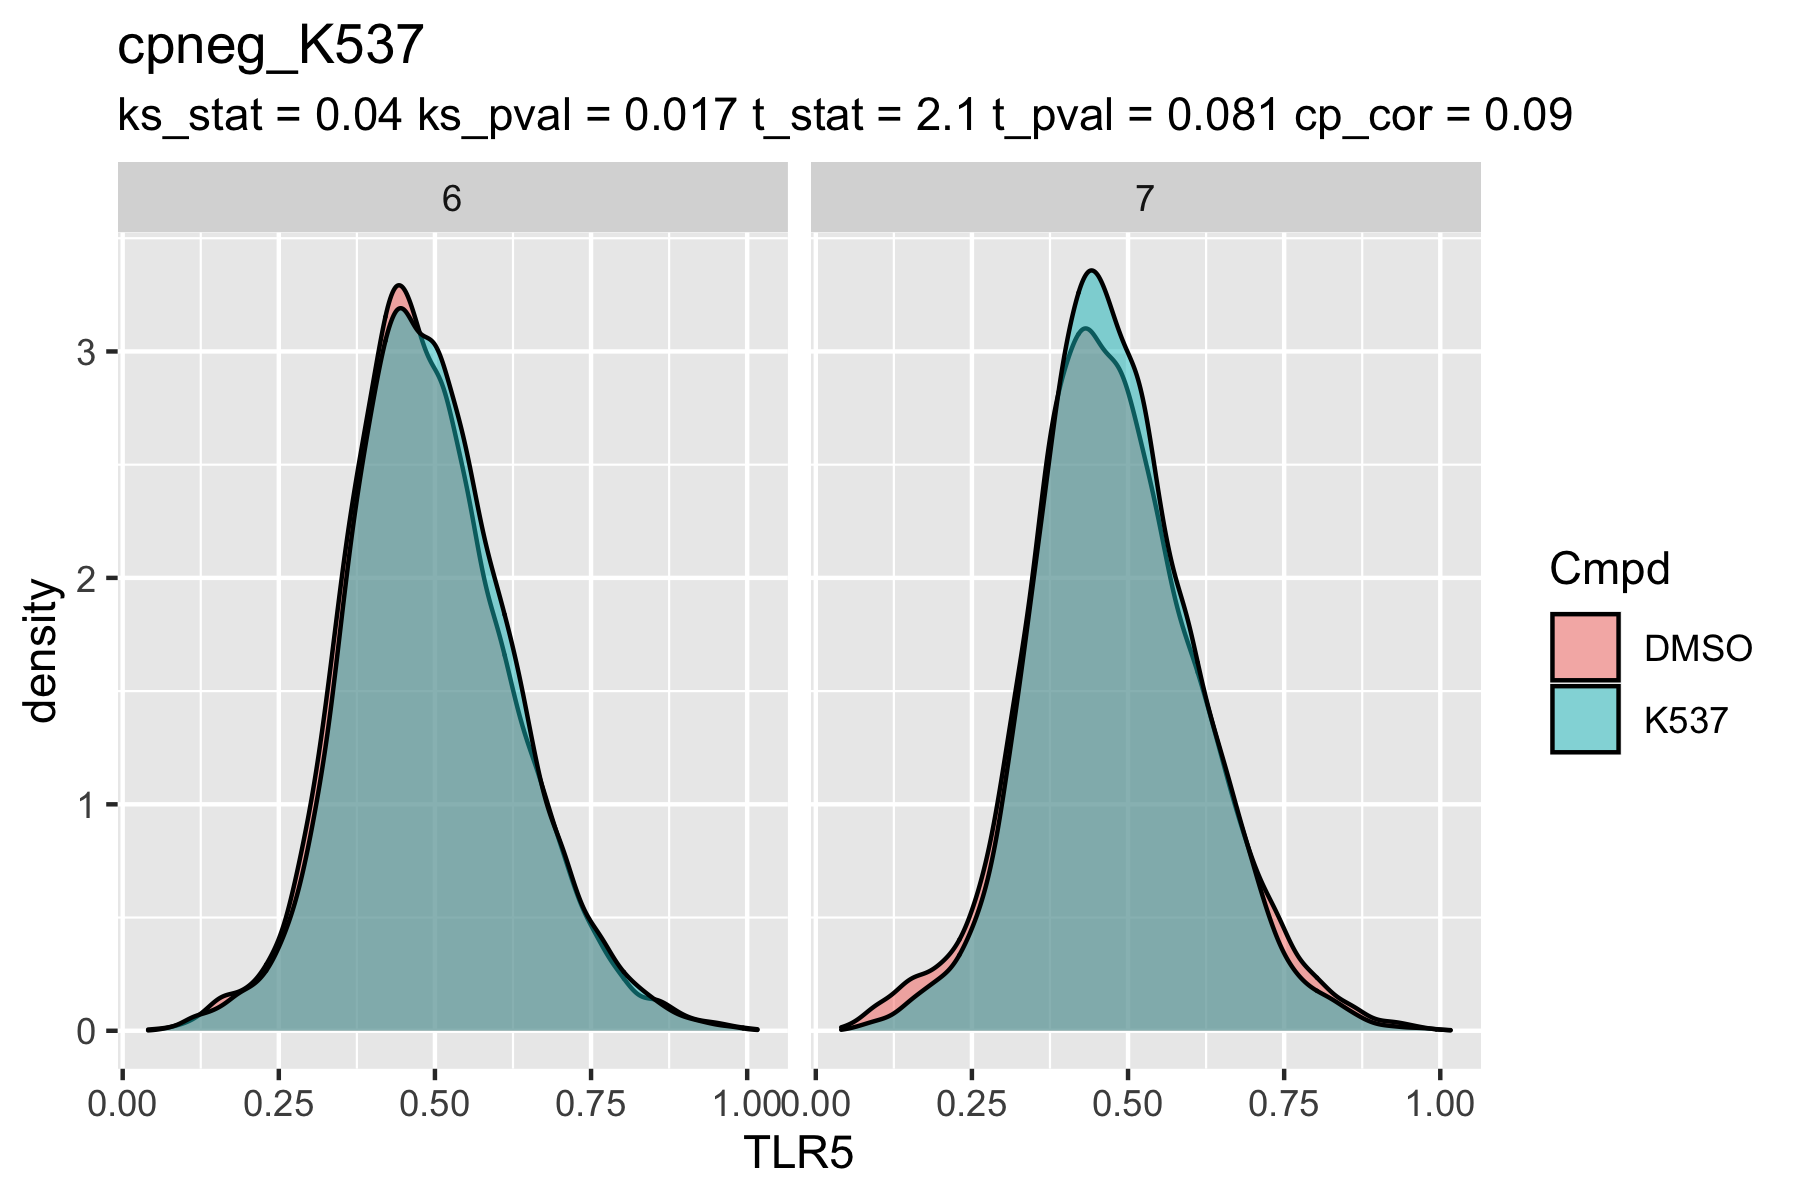 cpneg_K537
ks_stat = 0.04 ks_pval = 0.017 t_stat = 2.1 t_pval = 0.081 cp_cor = 0.09
6 7
density
3
2
1
0
Cmpd
DMSO
K537
0.00 0.25 0.50 0.75 1.00 0.00 0.25 0.50 0.75 1.00
TLR5